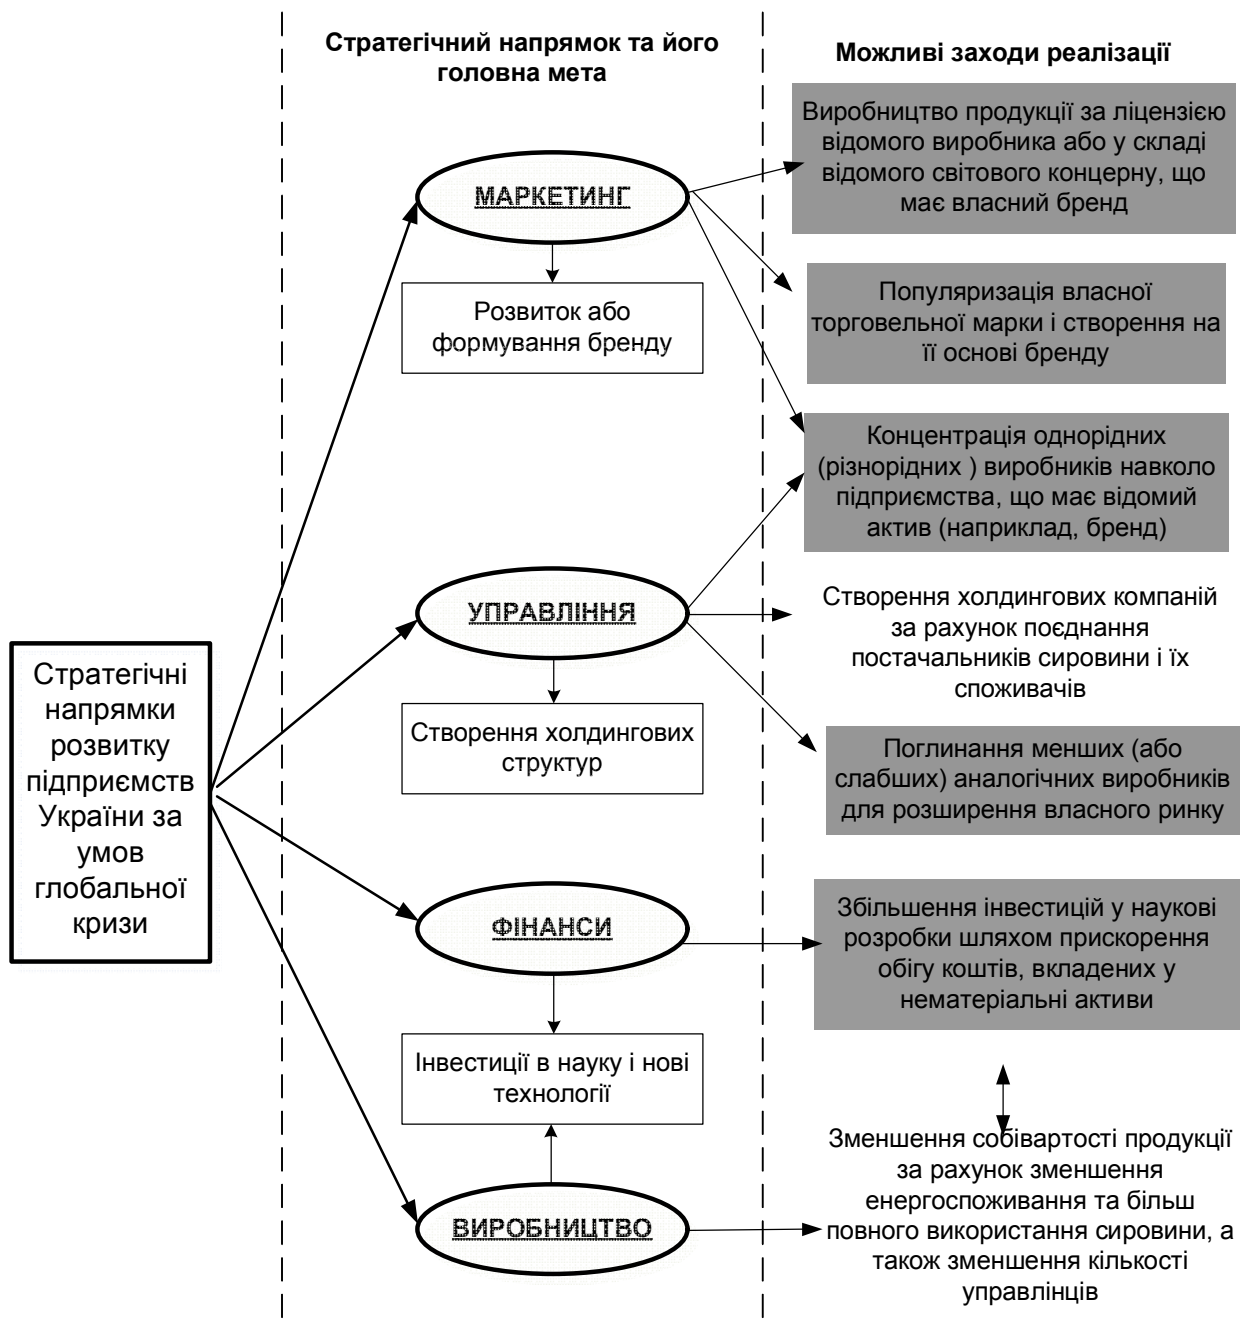 Стратегічний напрямок та його
головна мета
Можливі заходи реалізації
Виробництво продукції за ліцензією
відомого виробника або у складі
відомого світового концерну, що
має власний бренд
МАРКЕТИНГ
Розвиток або
формування бренду
Популяризація власної
торговельної марки і створення на
її основі бренду
Концентрація однорідних
(різнорідних ) виробників навколо
підприємства, що має відомий
актив (наприклад, бренд)
УПРАВЛІННЯ
Створення холдингових компаній
за рахунок поєднання
постачальників сировини і їх
споживачів
Стратегічні
напрямки
розвитку
підприємств
України за
умов
глобальної
кризи
Створення холдингових
структур
Поглинання менших (або
слабших) аналогічних виробників
для розширення власного ринку
ФІНАНСИ
Збільшення інвестицій у наукові
розробки шляхом прискорення
обігу коштів, вкладених у
нематеріальні активи
Інвестиції в науку і нові
технології
ВИРОБНИЦТВО
Зменшення собівартості продукції
за рахунок зменшення
енергоспоживання та більш
повного використання сировини, а
також зменшення кількості
управлінців